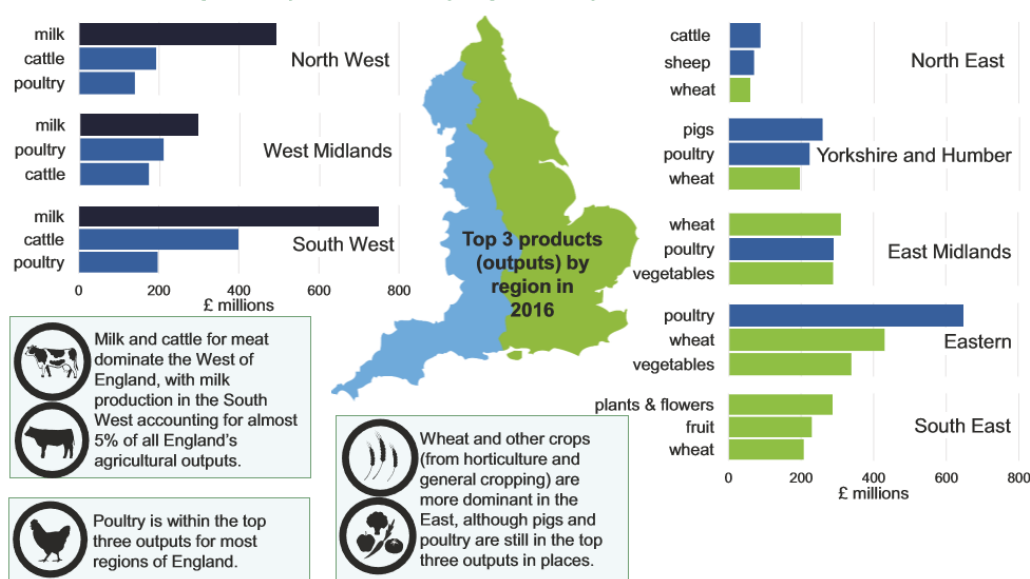 milk
cattle
poultry
North West
milk
poultry
cattle
West Midlands
milk
cattle
poultry
South West
0
200
400
600
800
£ millions
Top 3 products
(outputs) by
region in
2016
cattle
sheep
wheat
North East
pigs
poultry
wheat
Yorkshire and Humber
wheat
poultry
vegetables
East Midlands
poultry
wheat
vegetables
Eastern
plants & flowers
fruit
wheat
South East
0
200
400
600
800
£ millions
Milk and cattle for meat
dominate the West of
England, with milk
production in the South
West accounting for almost
5% of all England's
agricultural outputs.
Poultry is within the top
three outputs for most
regions of England.
Wheat and other crops
(from horticulture and
general cropping) are
more dominant in the
East, although pigs and
poultry are still in the top
three outputs in places.